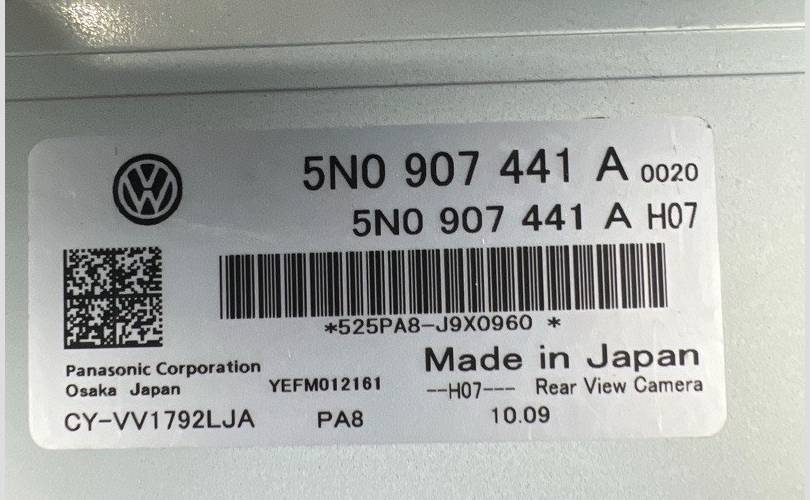 5N0 907 441 A 0020
5N0 907 441 A H07
*525PA8-J9X0960 *
Panasonic Corporation
Osaka Japan
YEFM012161
Made in Japan
--H07--- Rear View Camera
CY-VV1792LJA PA8 10.09